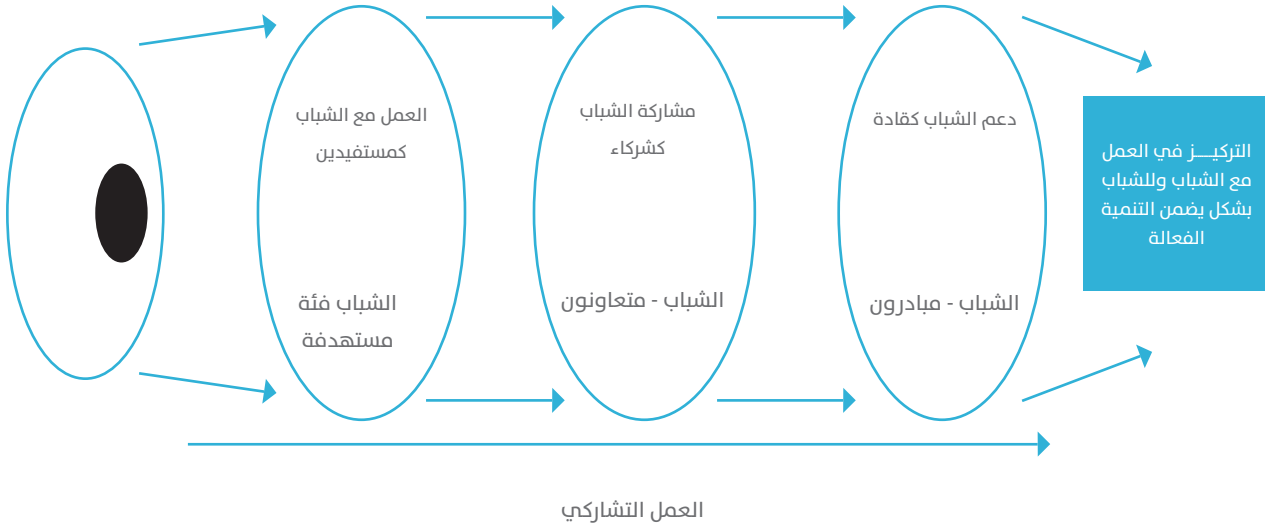 العمل مع الشباب
كمستفيدين
الشباب فئة
مستهدفة
مشاركة الشباب
كشركاء
الشباب - متعاونون
دعم الشباب كقادة
الشباب - مبادرون
التركيـــز في العمل
مع الشباب وللشباب
بشكل يضمن التنمية
الفعالة
العمل التشاركي